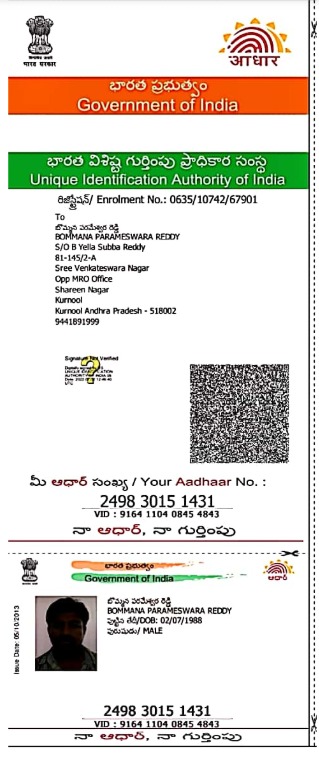 भारत सरकार
आधार
భారత ప్రభుత్వం
Government of India
భారత విశిష్ట గుర్తింపు ప్రాధికార సంస్థ
Unique Identification Authority of India
రిజిస్ట్రేషన్/ Enrolment No.: 0635/10742/67901
To
బొమ్మన పరమేశ్వర రెడ్డి
BOMMANA PARAMESWARA REDDY
S/O B Yella Subba Reddy
81-145/2-A
Sree Venkateswara Nagar
Opp MRO Office
Shareen Nagar
Kurnool
Kurnool Andhra Pradesh - 518002
9441891999
Signature Not Verified
మీ ఆధార్ సంఖ్య / Your Aadhaar No. :
2498 3015 1431
VID : 9164 1104 0845 4843
నా ఆధార్, నా గుర్తింపు
భారత ప్రభుత్వం
Government of India
ఆధార్
Issue Date: 05/10/2013
బొమ్మన పరమేశ్వర రెడ్డి
BOMMANA PARAMESWARA REDDY
పుట్టిన తేదీ/DOB: 02/07/1988
పురుషుడు/ MALE
2498 3015 1431
VID : 9164 1104 0845 4843
నా ఆధార్, నా గుర్తింపు